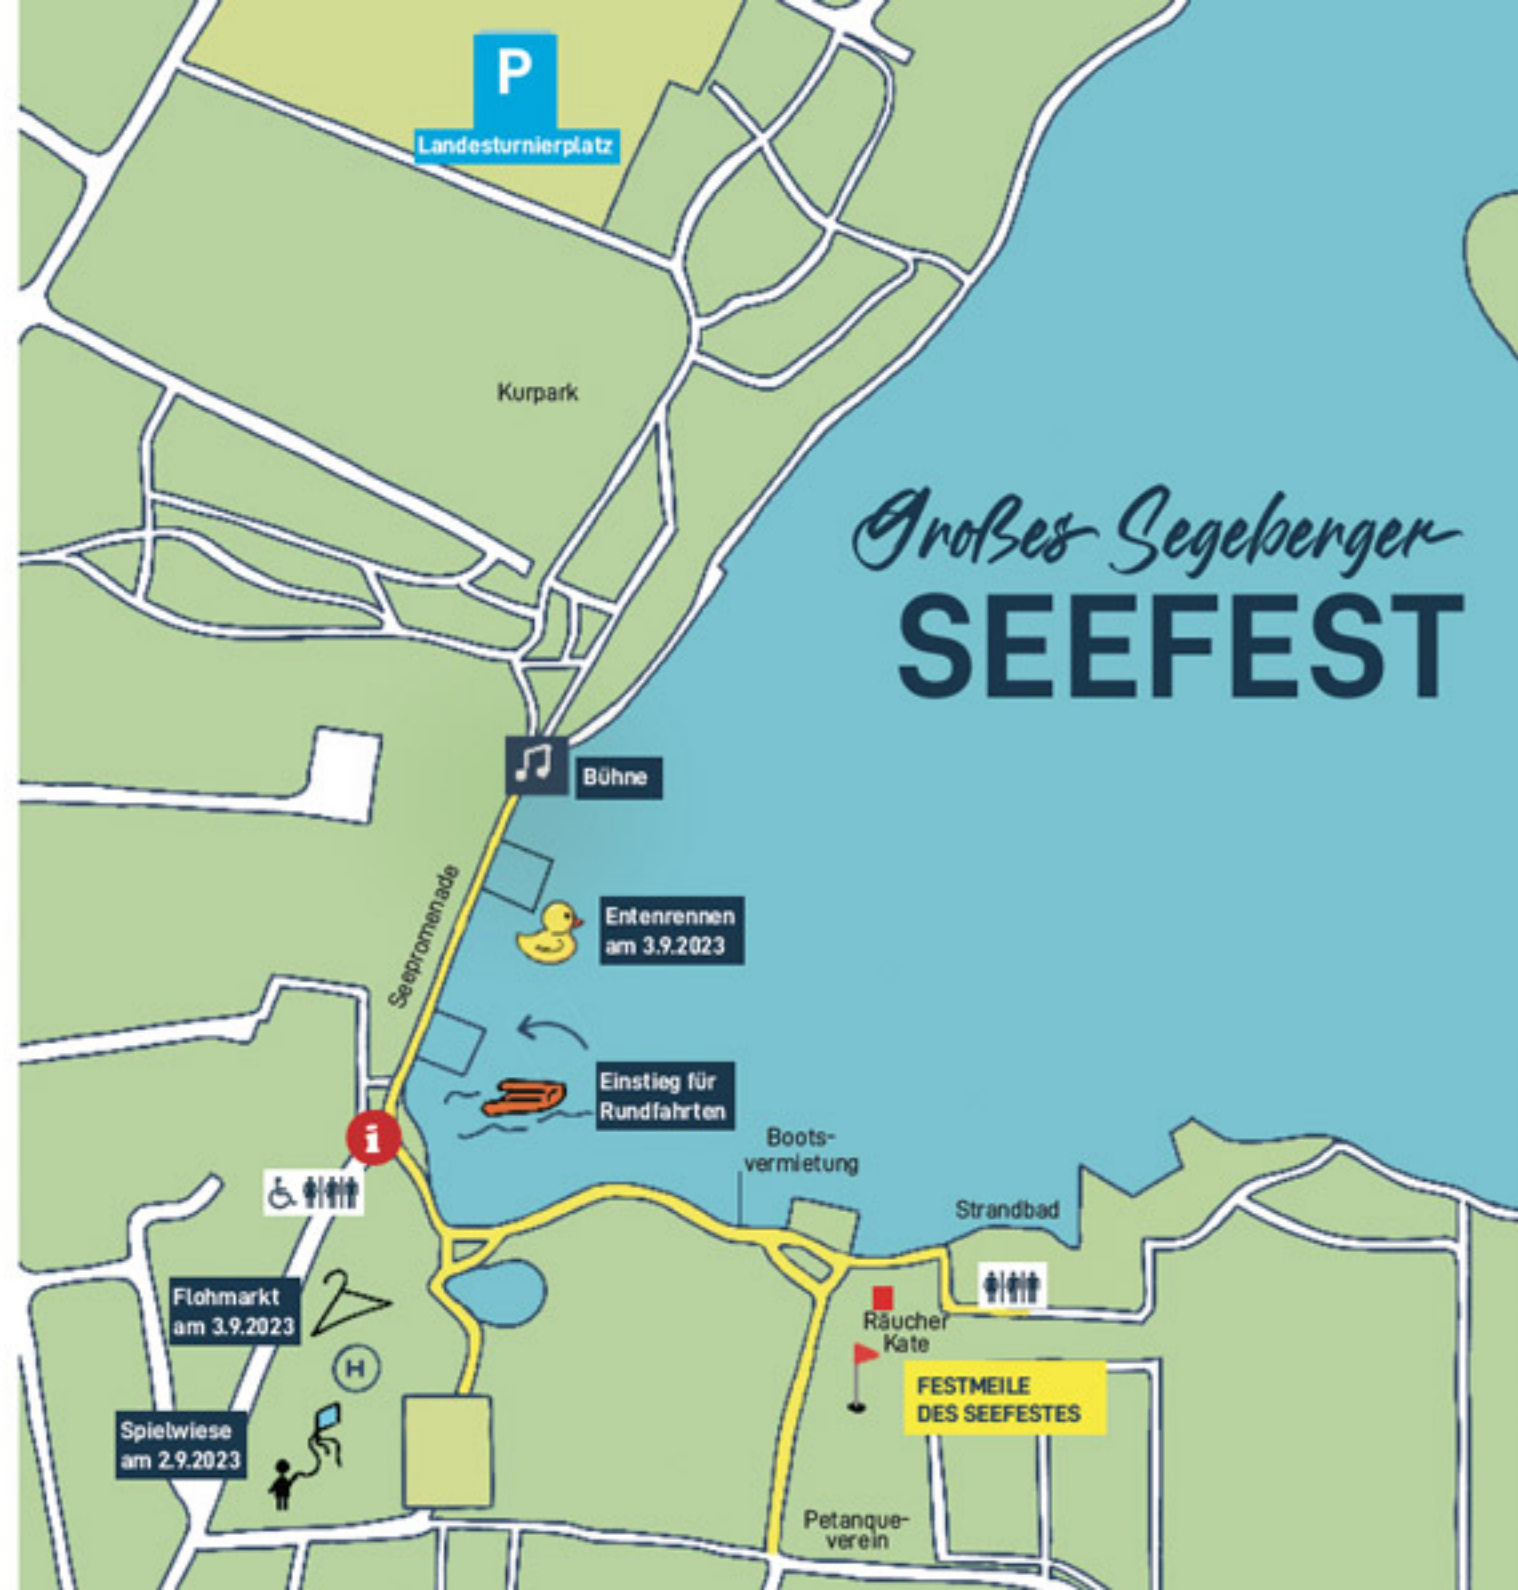 P
Landesturnierplatz
Kurpark
Großes Segeberger
SEEFEST
Bühne
Seepromenade
Entenrennen
am 3.9.2023
Einstieg für
Rundfahrten
i
Boots-
vermietung
Strandbad
Flohmarkt
am 3.9.2023
H
Räucher
Kate
FESTMEILE
DES SEEFESTES
Spielwiese
am 2.9.2023
Petanque-
verein